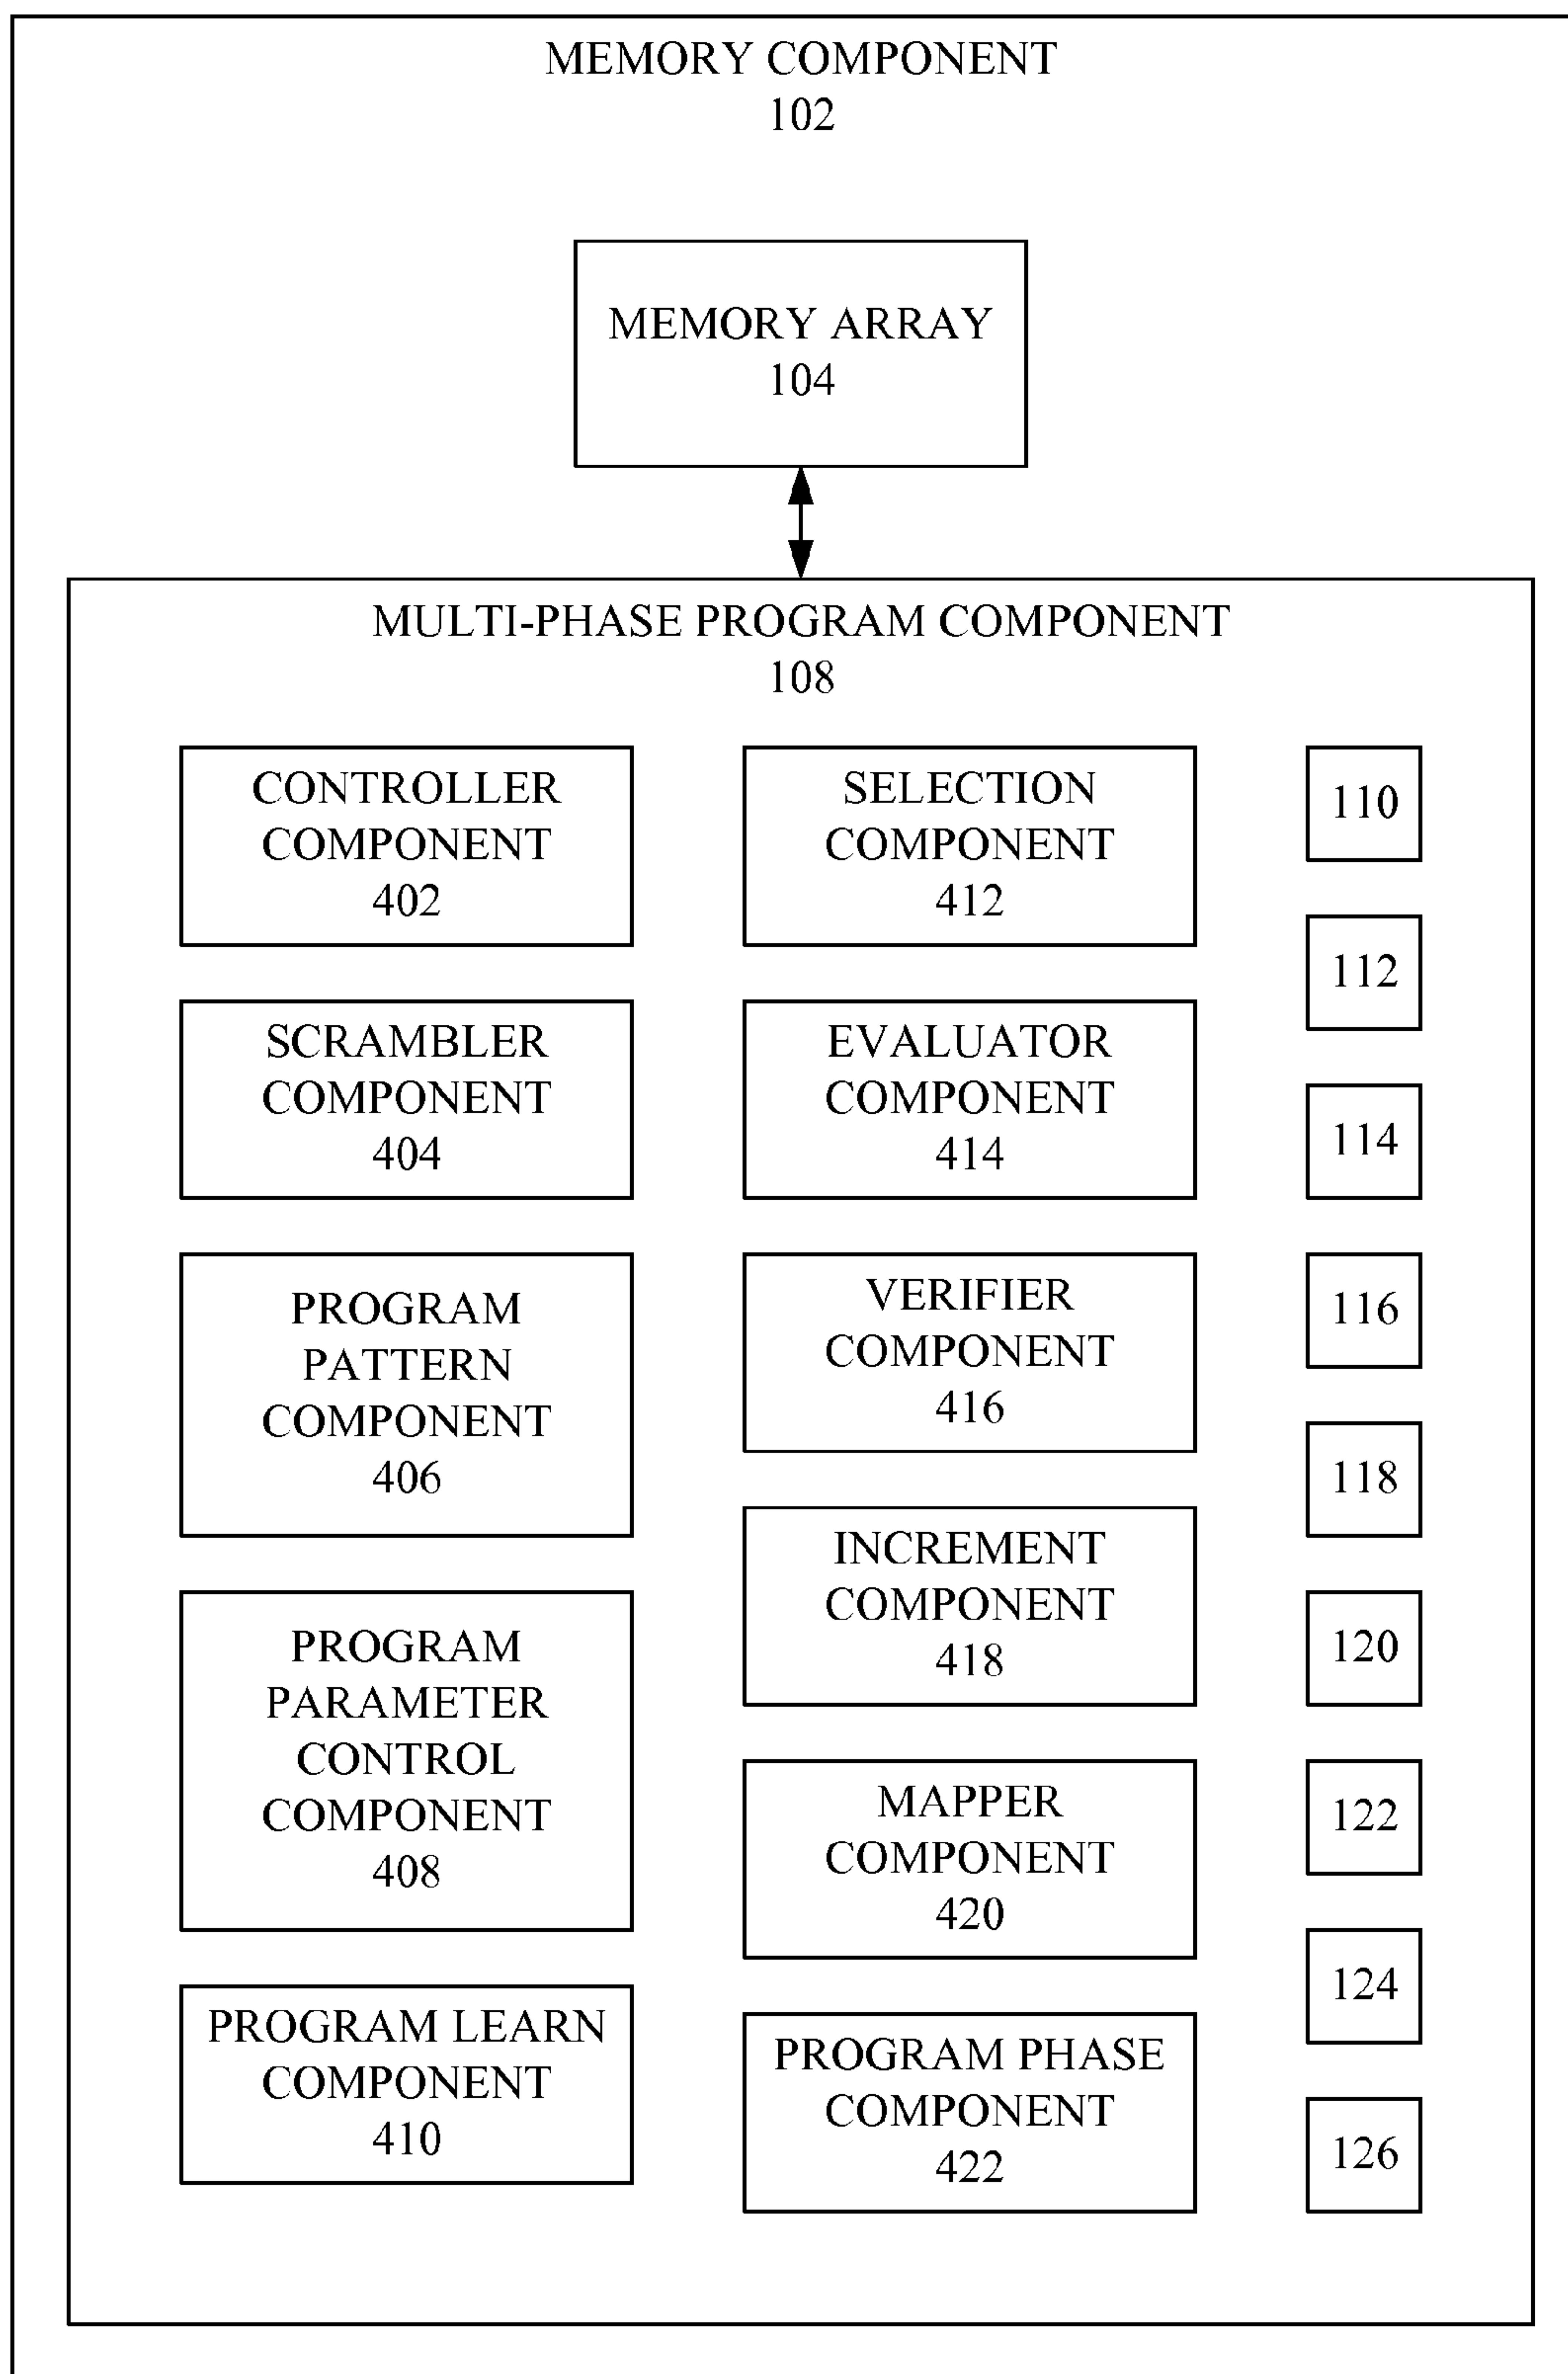 MEMORY COMPONENT
102
MEMORY ARRAY
104
MULTI-PHASE PROGRAM COMPONENT
108
CONTROLLER
COMPONENT
402
SCRAMBLER
COMPONENT
404
PROGRAM
PATTERN
COMPONENT
406
PROGRAM
PARAMETER
CONTROL
COMPONENT
408
PROGRAM LEARN
COMPONENT
410
SELECTION
COMPONENT
412
EVALUATOR
COMPONENT
414
VERIFIER
COMPONENT
416
INCREMENT
COMPONENT
418
MAPPER
COMPONENT
420
PROGRAM PHASE
COMPONENT
422
110
112
114
116
118
120
122
124
126